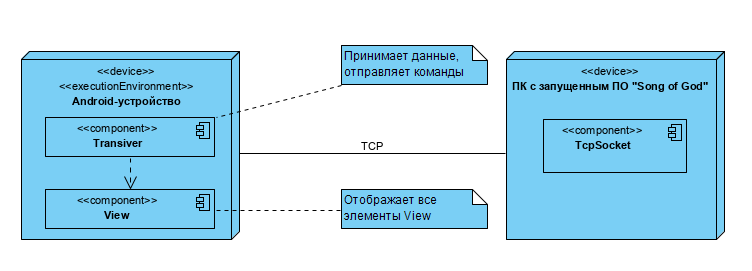 Принимает данные,
отправляет команды
<<device>>
<<executionEnvironment>>
Android-устройство
<<component>>
Transiver
<<component>>
View
TCP
Отображает все
элементы View
<<device>>
ПК с запущенным ПО "Song of God"
<<component>>
TcpSocket